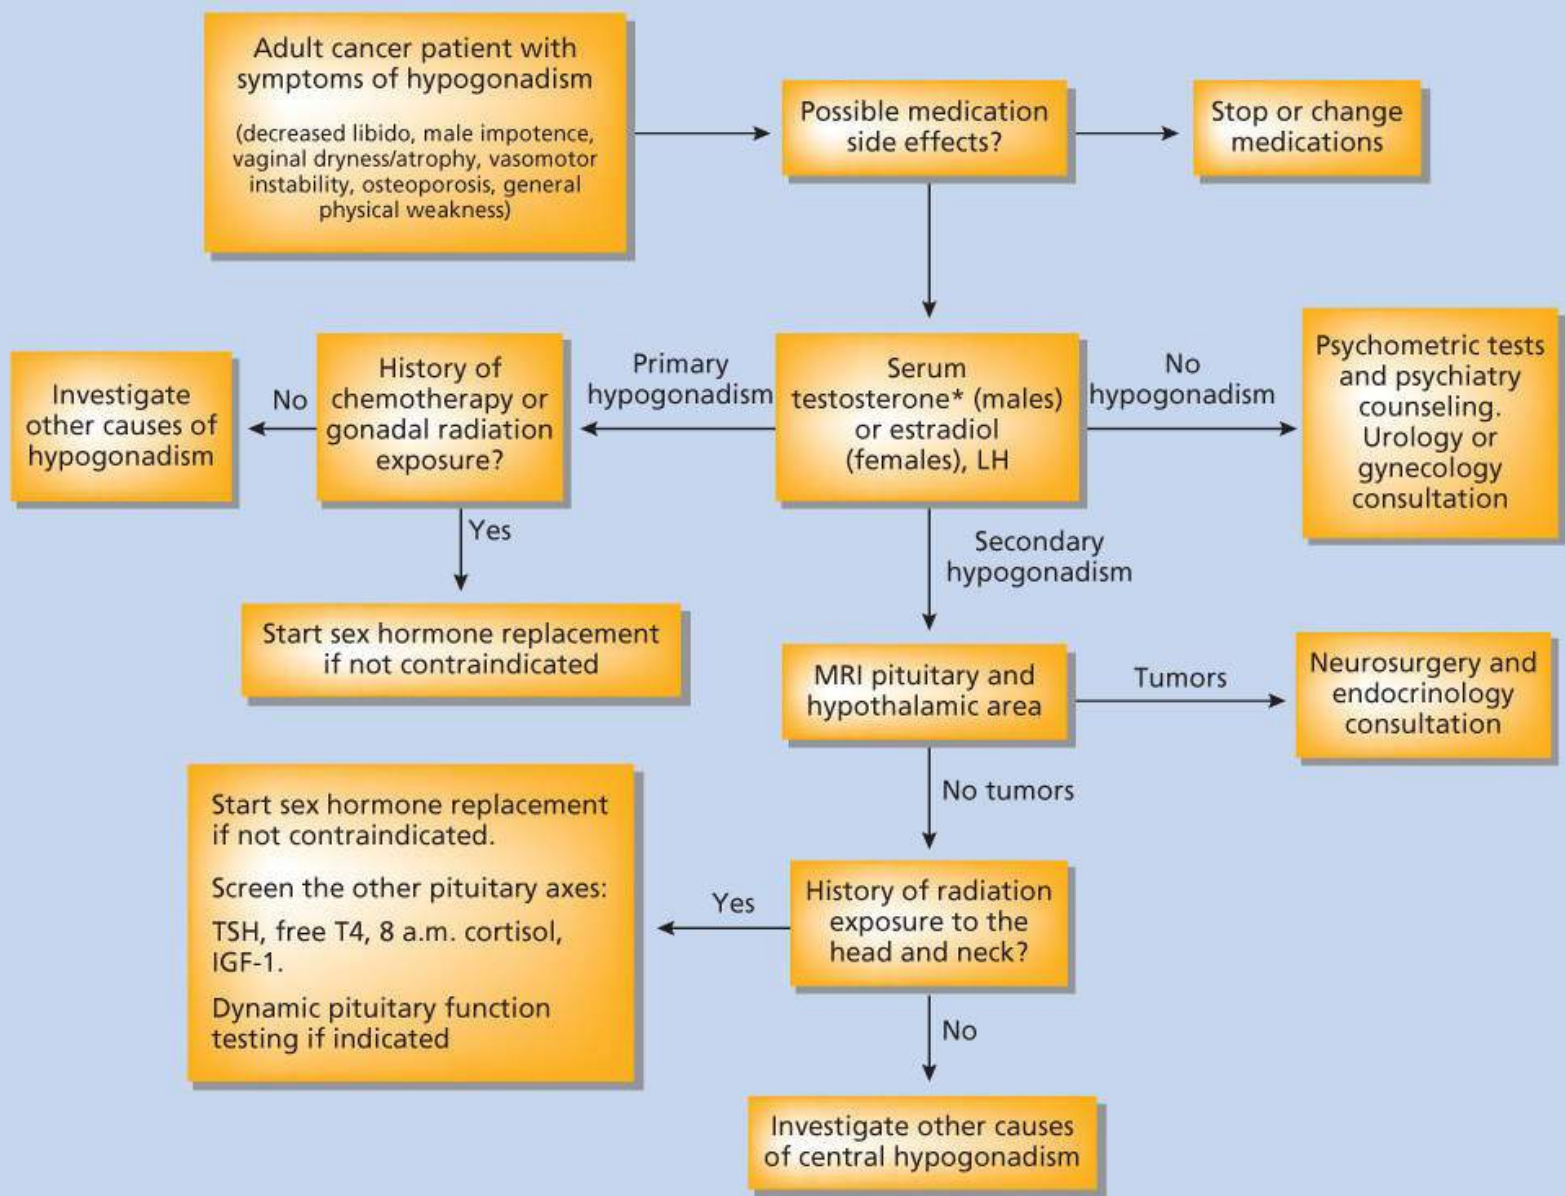 Adult cancer patient with
symptoms of hypogonadism
(decreased libido, male impotence,
vaginal dryness/atrophy, vasomotor
instability, osteoporosis, general
physical weakness)
Possible medication
side effects?
Stop or change
medications
Investigate
other causes of
hypogonadism
No
History of
chemotherapy or
gonadal radiation
exposure?
Primary
hypogonadism
Serum
testosterone* (males)
or estradiol
(females), LH
No
hypogonadism
Psychometric tests
and psychiatry
counseling.
Urology or
gynecology
consultation
Yes
Start sex hormone replacement
if not contraindicated
Secondary
hypogonadism
MRI pituitary and
hypothalamic area
Tumors
Neurosurgery and
endocrinology
consultation
No tumors
Start sex hormone replacement
if not contraindicated.
Screen the other pituitary axes:
TSH, free T4, 8 a.m. cortisol,
IGF-1.
Dynamic pituitary function
testing if indicated
Yes
History of radiation
exposure to the
head and neck?
No
Investigate other causes
of central hypogonadism